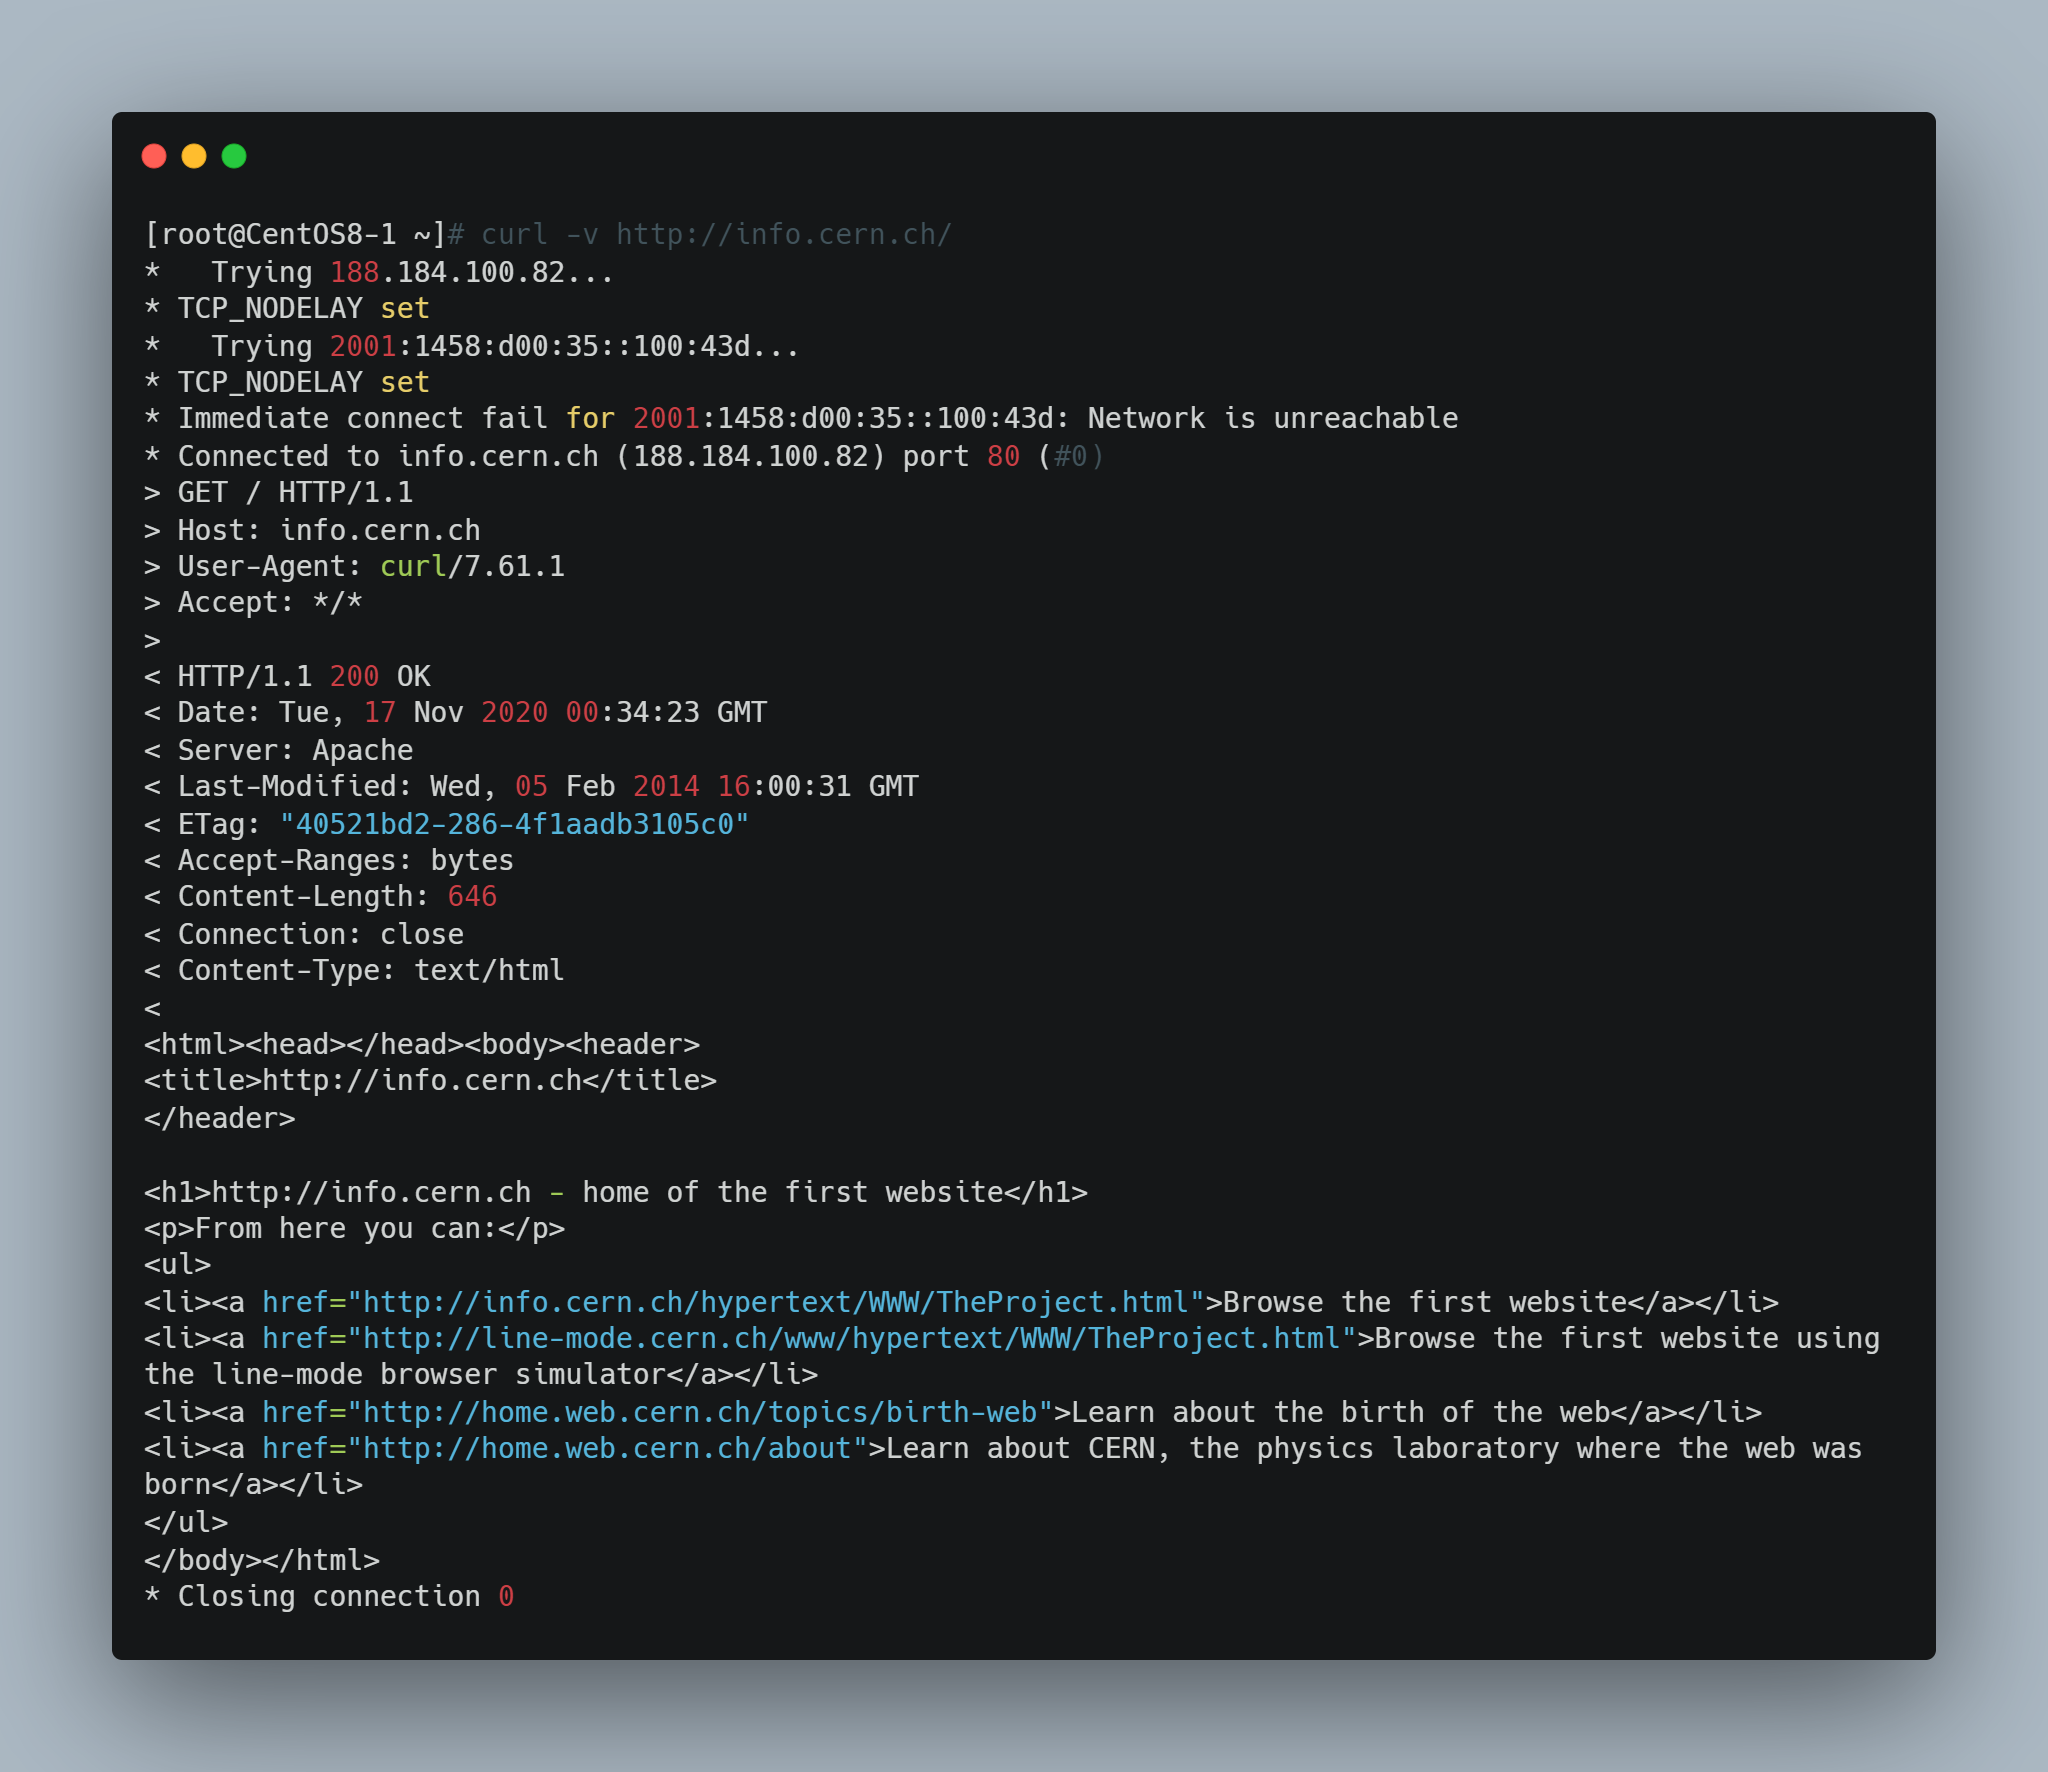 [root@CentOS8-1 ~]# curl -v http://info.cern.ch/
*   Trying 188.184.100.82...
* TCP_NODELAY set
*   Trying 2001:1458:d00:35::100:43d...
* TCP_NODELAY set
* Immediate connect fail for 2001:1458:d00:35::100:43d: Network is unreachable
* Connected to info.cern.ch (188.184.100.82) port 80 (#0)
> GET / HTTP/1.1
> Host: info.cern.ch
> User-Agent: curl/7.61.1
> Accept: */*
>
< HTTP/1.1 200 OK
< Date: Tue, 17 Nov 2020 00:34:23 GMT
< Server: Apache
< Last-Modified: Wed, 05 Feb 2014 16:00:31 GMT
< ETag: "40521bd2-286-4f1aadb3105c0"
< Accept-Ranges: bytes
< Content-Length: 646
< Connection: close
< Content-Type: text/html
<
<html><head></head><body><header>
<title>http://info.cern.ch</title>
</header>

<h1>http://info.cern.ch - home of the first website</h1>
<p>From here you can:</p>
<ul>
<li><a href="http://info.cern.ch/hypertext/WWW/TheProject.html">Browse the first website</a></li>
<li><a href="http://line-mode.cern.ch/www/hypertext/WWW/TheProject.html">Browse the first website using
the line-mode browser simulator</a></li>
<li><a href="http://home.web.cern.ch/topics/birth-web">Learn about the birth of the web</a></li>
<li><a href="http://home.web.cern.ch/about">Learn about CERN, the physics laboratory where the web was
born</a></li>
</ul>
</body></html>
* Closing connection 0